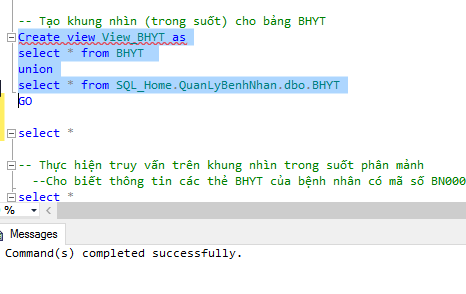 -- Tạo khung nhìn (trong suốt) cho bảng BHYT
Create view View_BHYT as
select * from BHYT
union
select * from SQL_Home.QuanLyBenhNhan.dbo.BHYT
GO
select *
-- Thực hiện truy vấn trên khung nhìn trong suốt phân mảnh
--Cho biết thông tin các thẻ BHYT của bệnh nhân có mã số BN000
select *
%
Messages
Command(s) completed successfully.